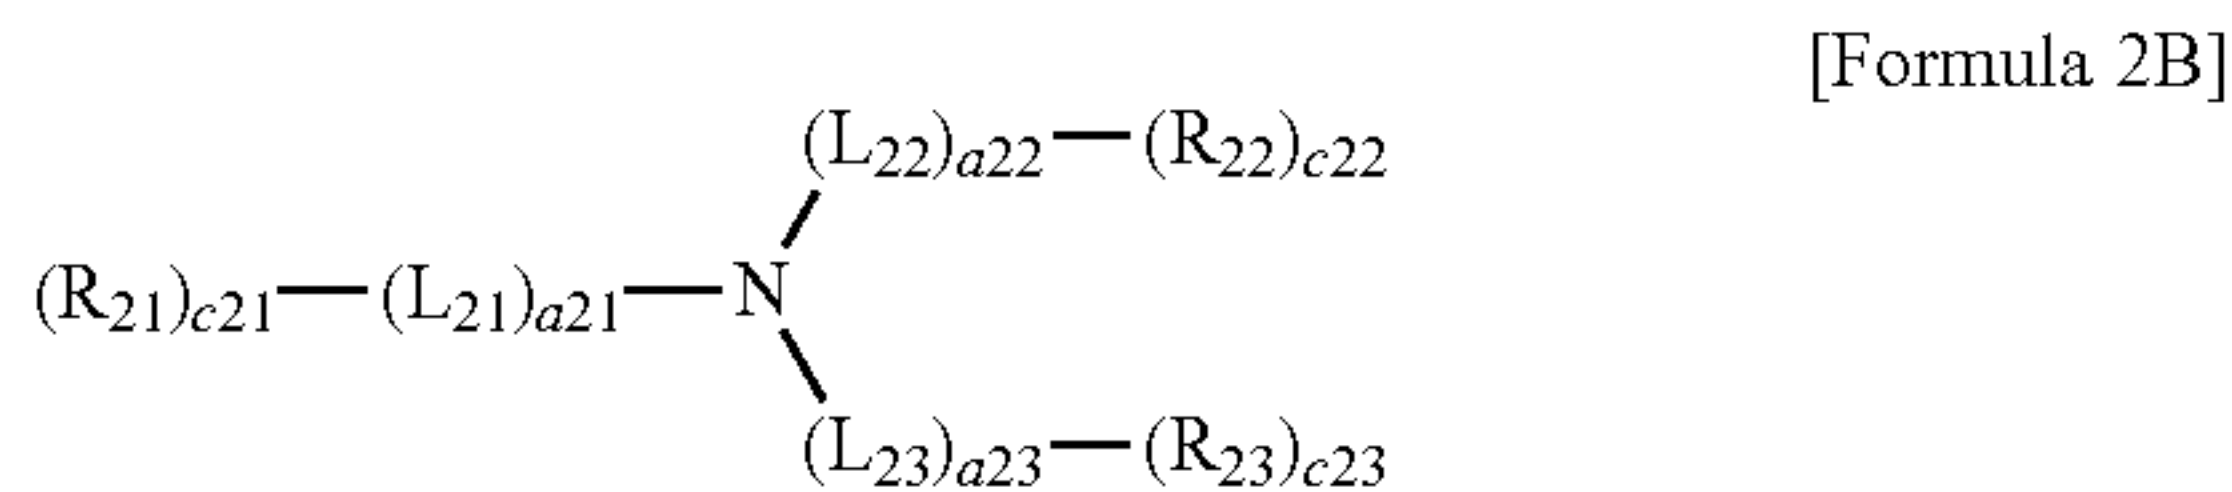 [Formula 2B]
(L22)a22—(R22)c22
(R21)c21—(L21)a21—N
(L23)a23—(R23)c23